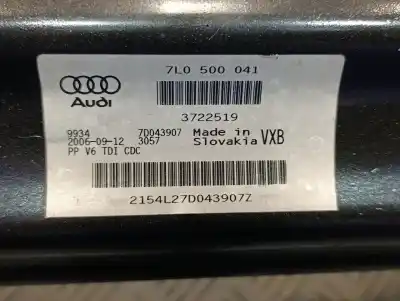 7L0 500 041
Audi
3722519
9934 7D043907 Made in VXB
2006-09-12 3057 Slovakia
PP V6 TDI CDC
2154L27D043907Z